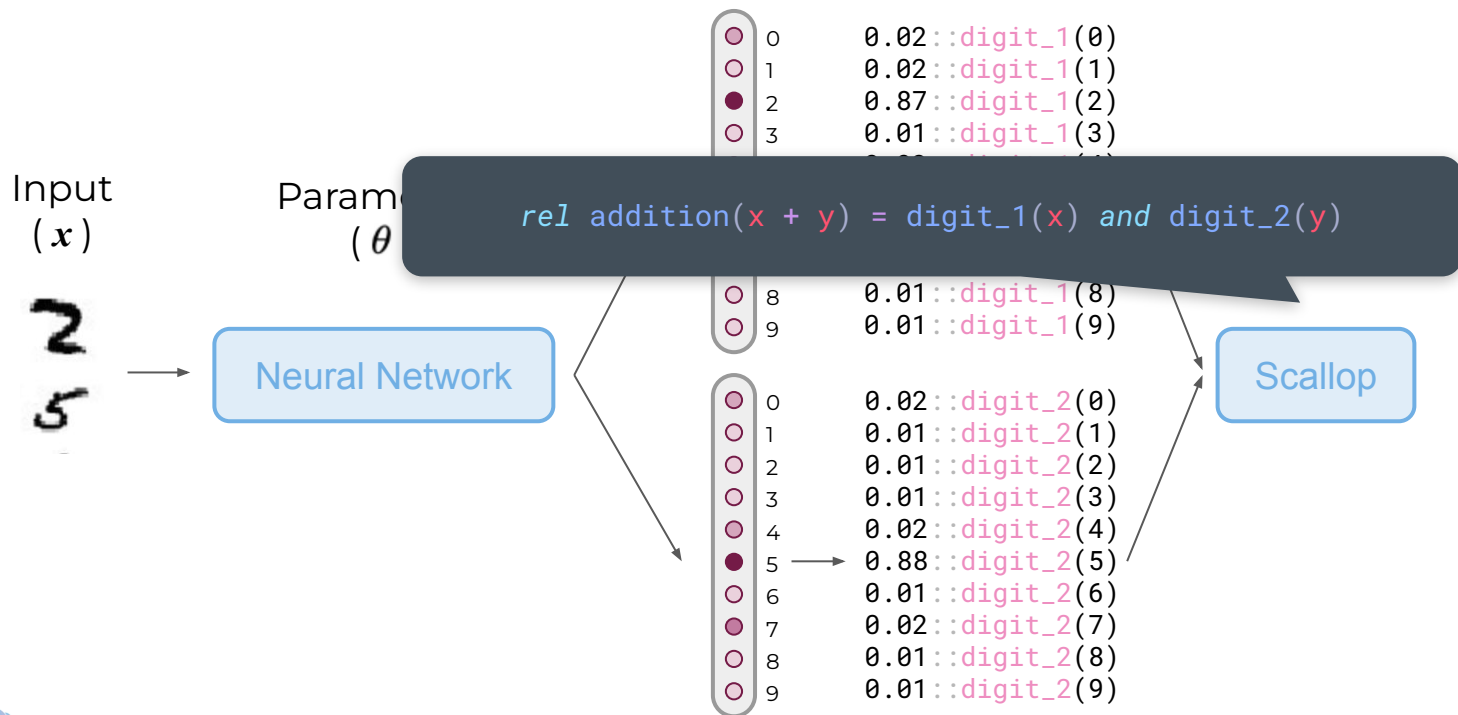 Input
(x)
Param
(θ
2
5
Neural Network
0 0.02::digit_1(0)
1 0.02::digit_1(1)
2 0.87::digit_1(2)
3 0.01::digit_1(3)
rel addition(x + y) = digit_1(x) and digit_2(y)
8 0.01::digit_1(8)
9 0.01::digit_1(9)
0 0.02::digit_2(0)
1 0.01::digit_2(1)
2 0.01::digit_2(2)
3 0.01::digit_2(3)
4 0.02::digit_2(4)
5 0.88::digit_2(5)
6 0.01::digit_2(6)
7 0.02::digit_2(7)
8 0.01::digit_2(8)
9 0.01::digit_2(9)
Scallop